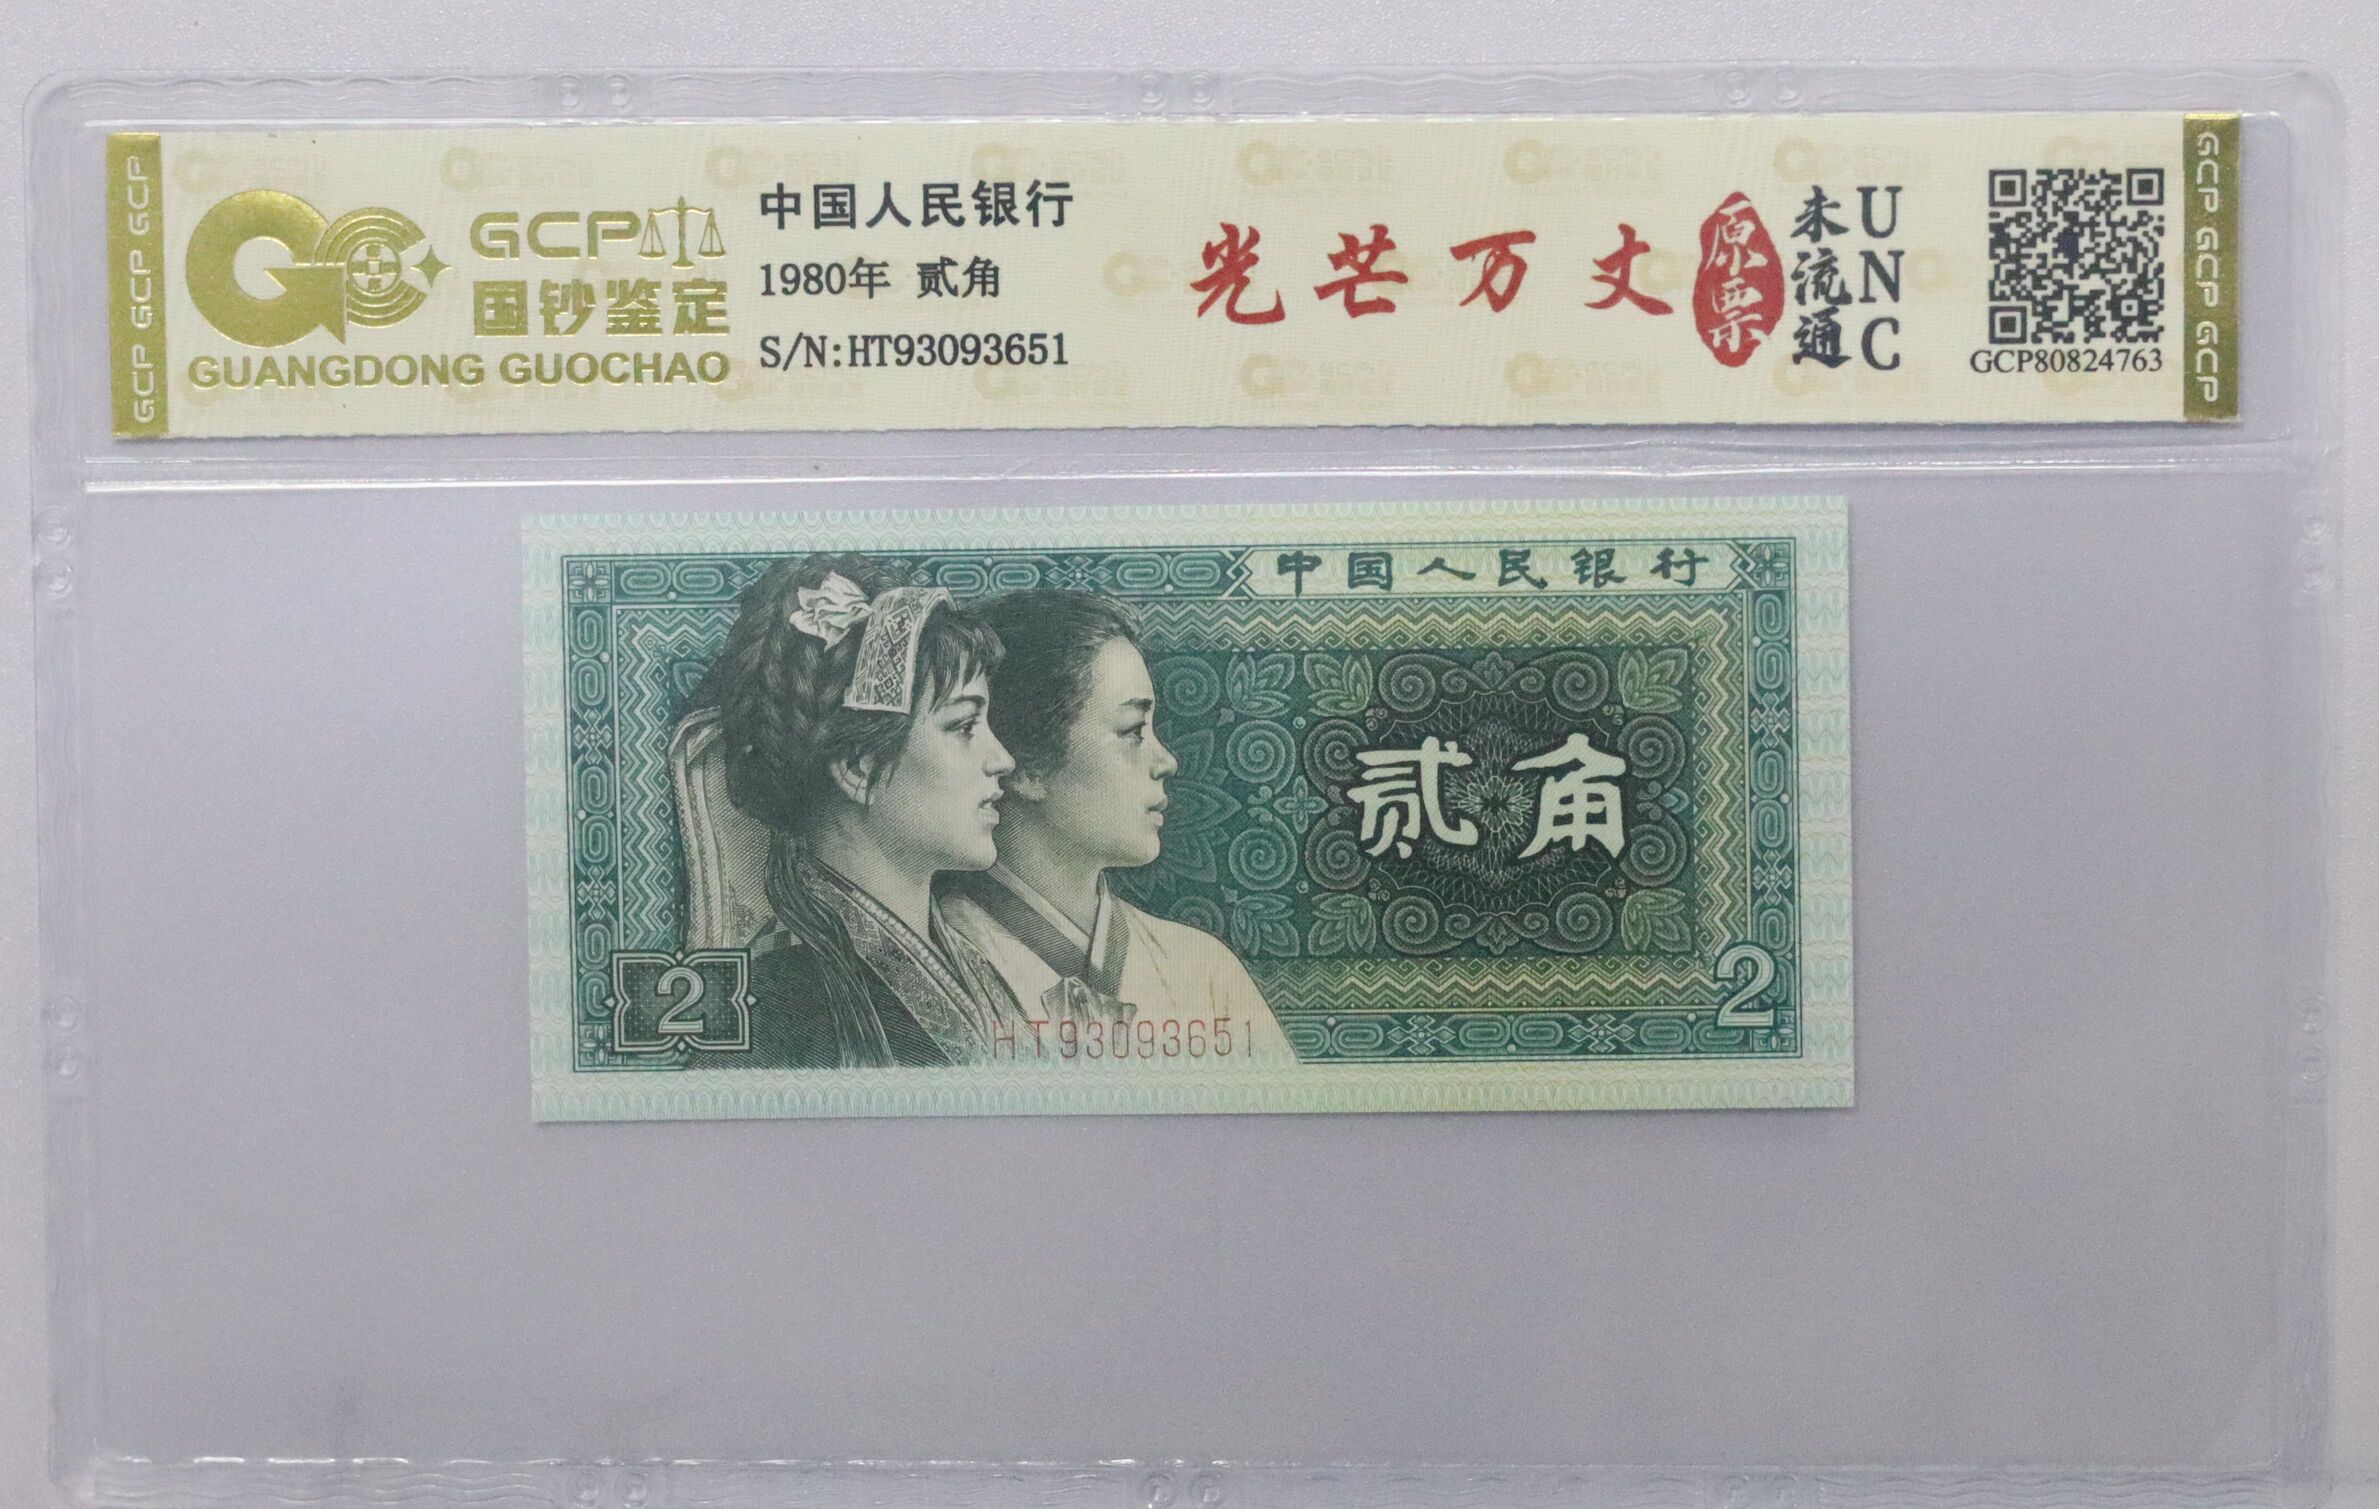 GCP GCP GCP
GCP
国钞鉴定
GUANGDONG GUOCHAO
中国人民银行
1980年 贰角
S/N:HT93093651
光芒万丈
原票
未流通
UNC
GCP80824763
GCP GCP GCP
中国人民银行
贰角
2
2
HT93093651